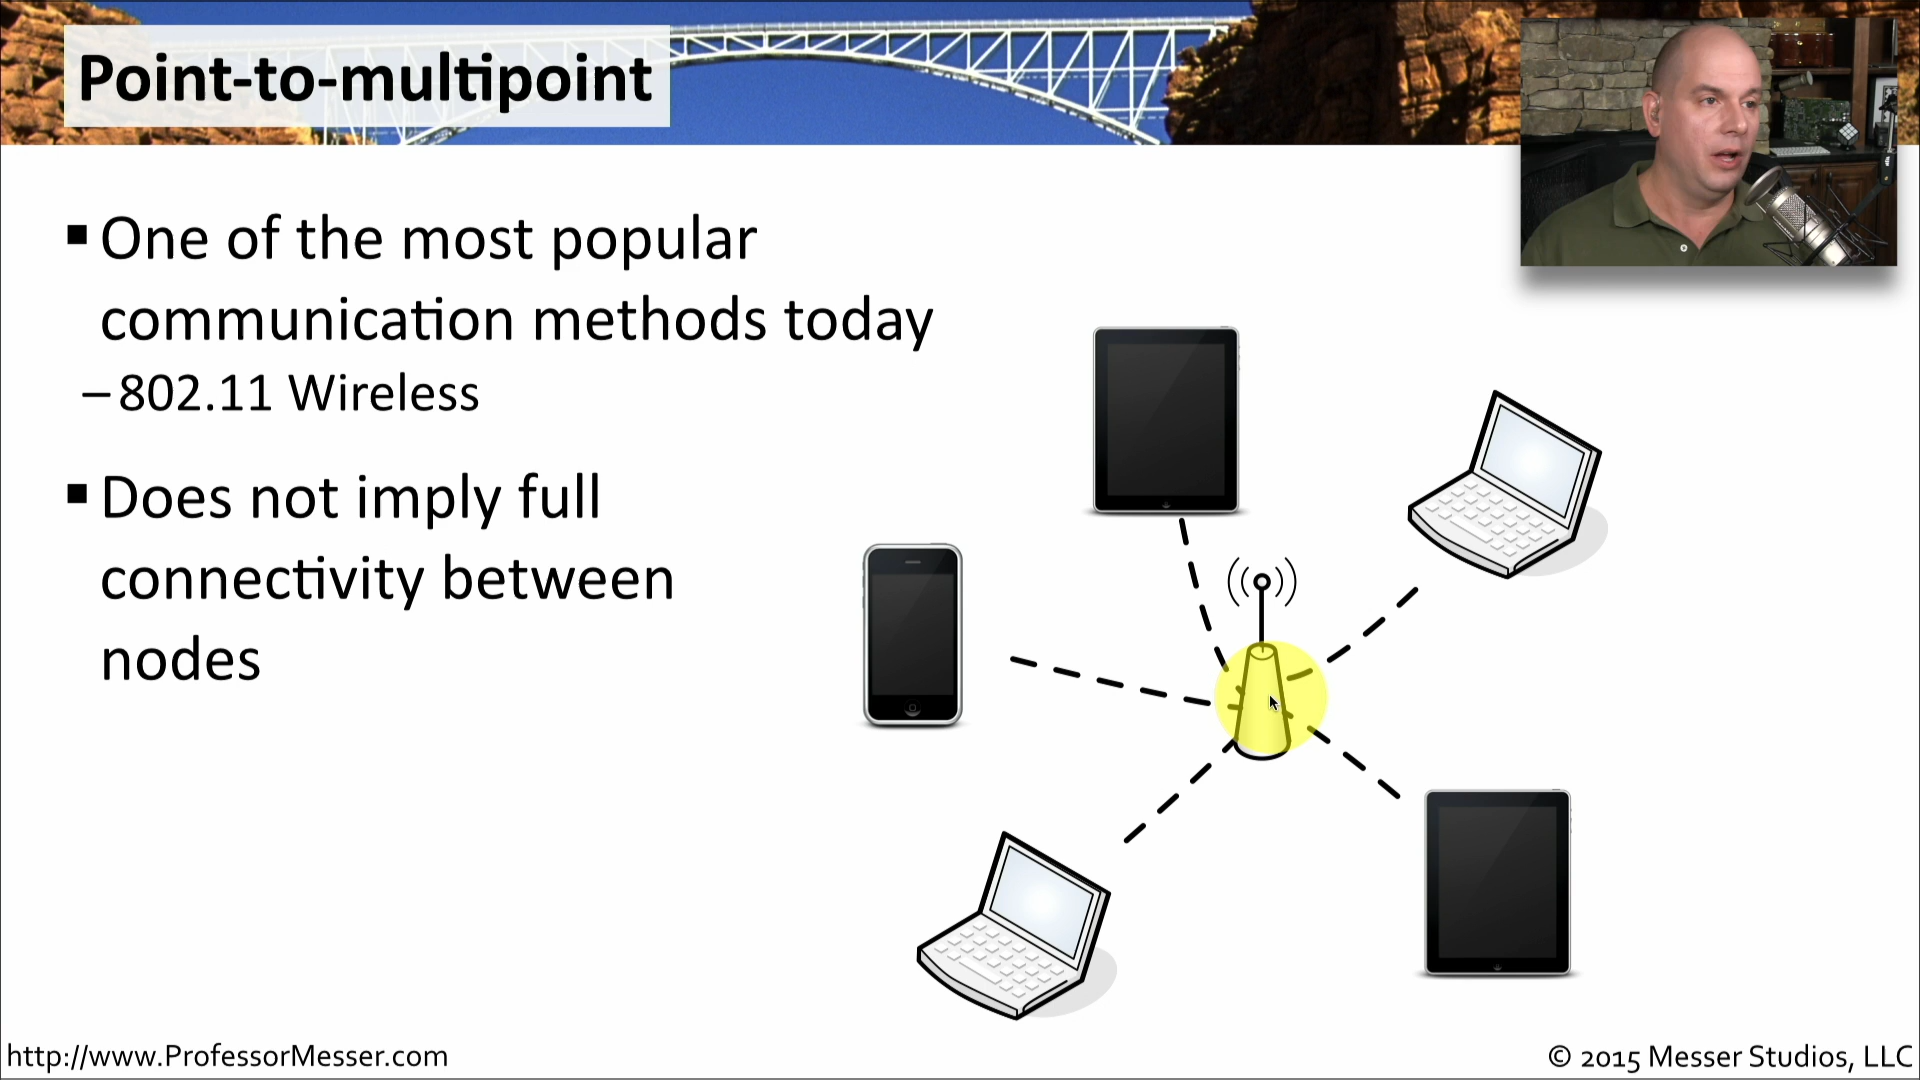 Point-to-multipoint
▪ One of the most popular
communication methods today
– 802.11 Wireless
▪ Does not imply full
connectivity between
nodes
http://www.ProfessorMesser.com
© 2015 Messer Studios, LLC